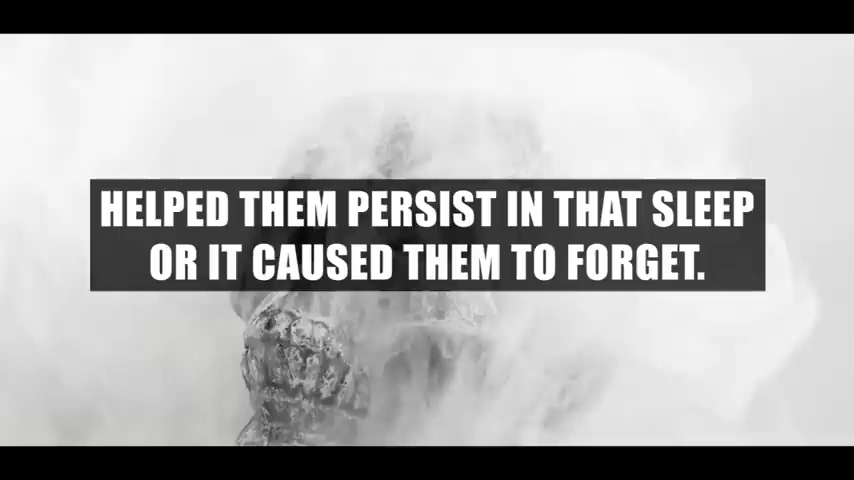 HELPED THEM PERSIST IN THAT SLEEP
OR IT CAUSED THEM TO FORGET.